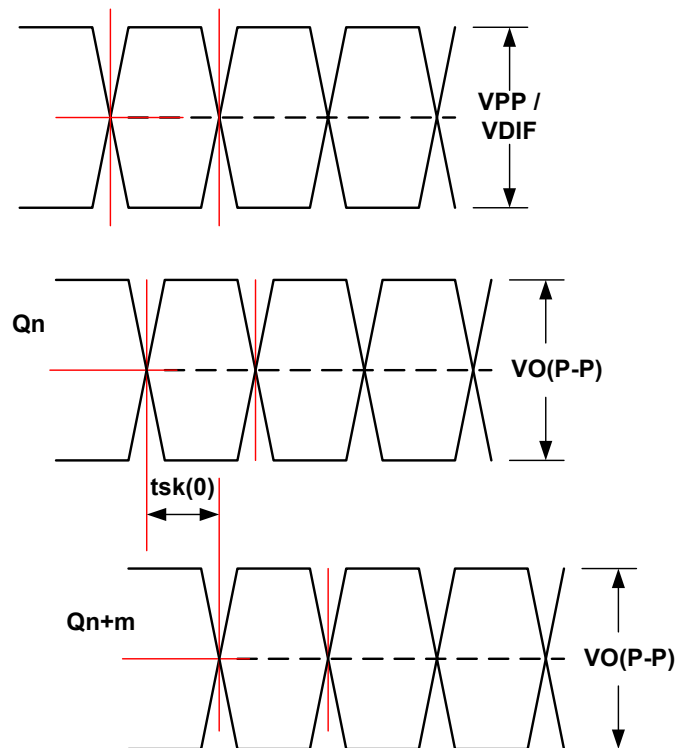 VPP /
VDIF
Qn
VO(P-P)
tsk(0)
Qn+m
VO(P-P)